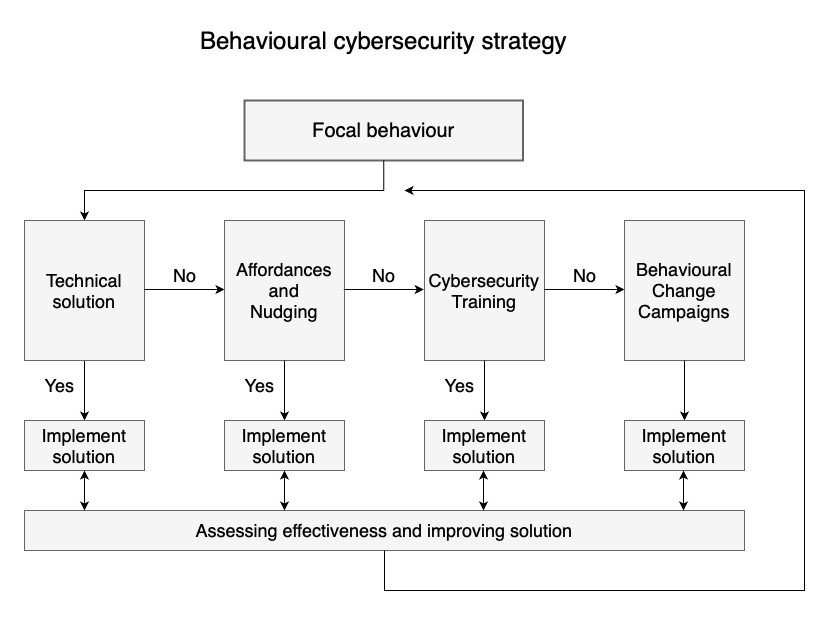 Behavioural cybersecurity strategy
Focal behaviour
Technical
solution
No
Affordances
and
Nudging
No
Cybersecurity
Training
No
Behavioural
Change
Campaigns
Yes
Yes
Yes
Implement
solution
Implement
solution
Implement
solution
Implement
solution
Assessing effectiveness and improving solution